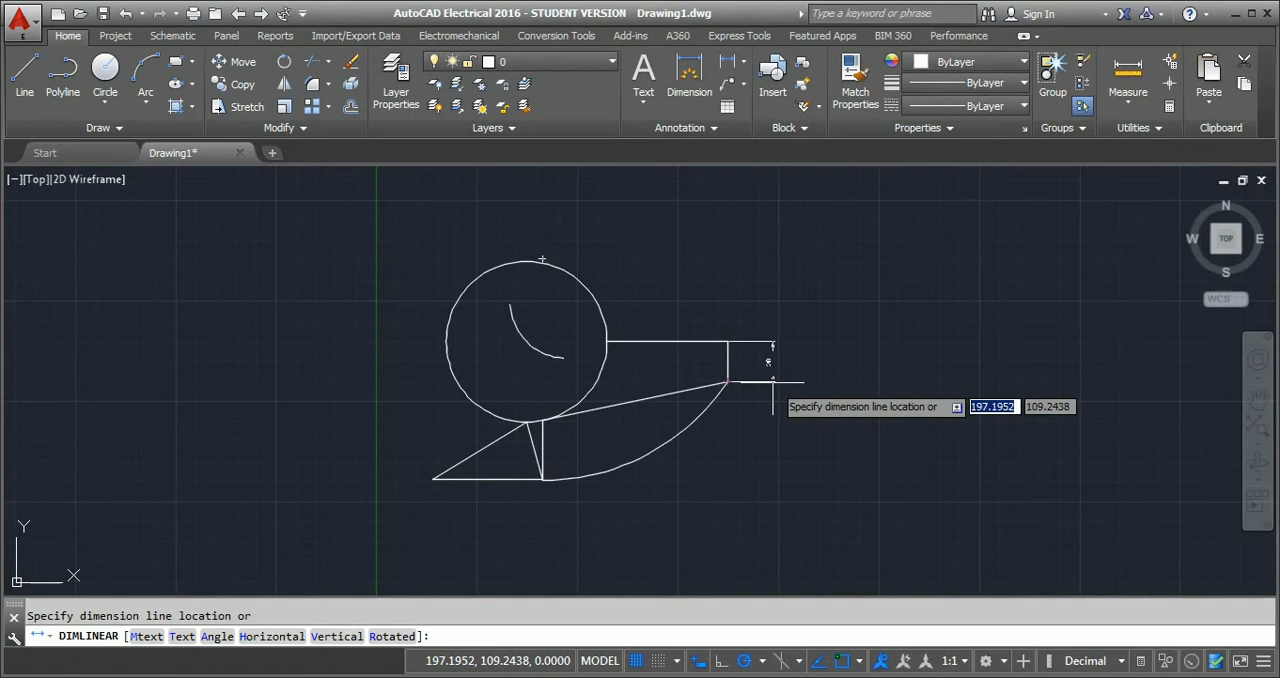 AutoCAD Electrical 2016 - STUDENT VERSION Drawing1.dwg
Type a keyword or phrase
Sign In
E
Home Project Schematic Panel Reports Import/Export Data Electromechanical Conversion Tools Add-ins A360 Express Tools Featured Apps BIM 360 Performance
Line Polyline Circle Arc
Move
Copy
Stretch
Layer
Properties
0
Text Dimension
Insert
Match
Properties
ByLayer
ByLayer
ByLayer
Group
Measure
Paste
Draw Modify Layers Annotation Block Properties Groups Utilities Clipboard
Start Drawing1*
[−][Top][2D Wireframe]
N
W TOP E
S
WCS
Specify dimension line location or 197.1952 109.2438
Y
X
Specify dimension line location or
DIMLINEAR [Mtext Text Angle Horizontal Vertical Rotated]:
197.1952, 109.2438, 0.0000 MODEL 1:1 Decimal